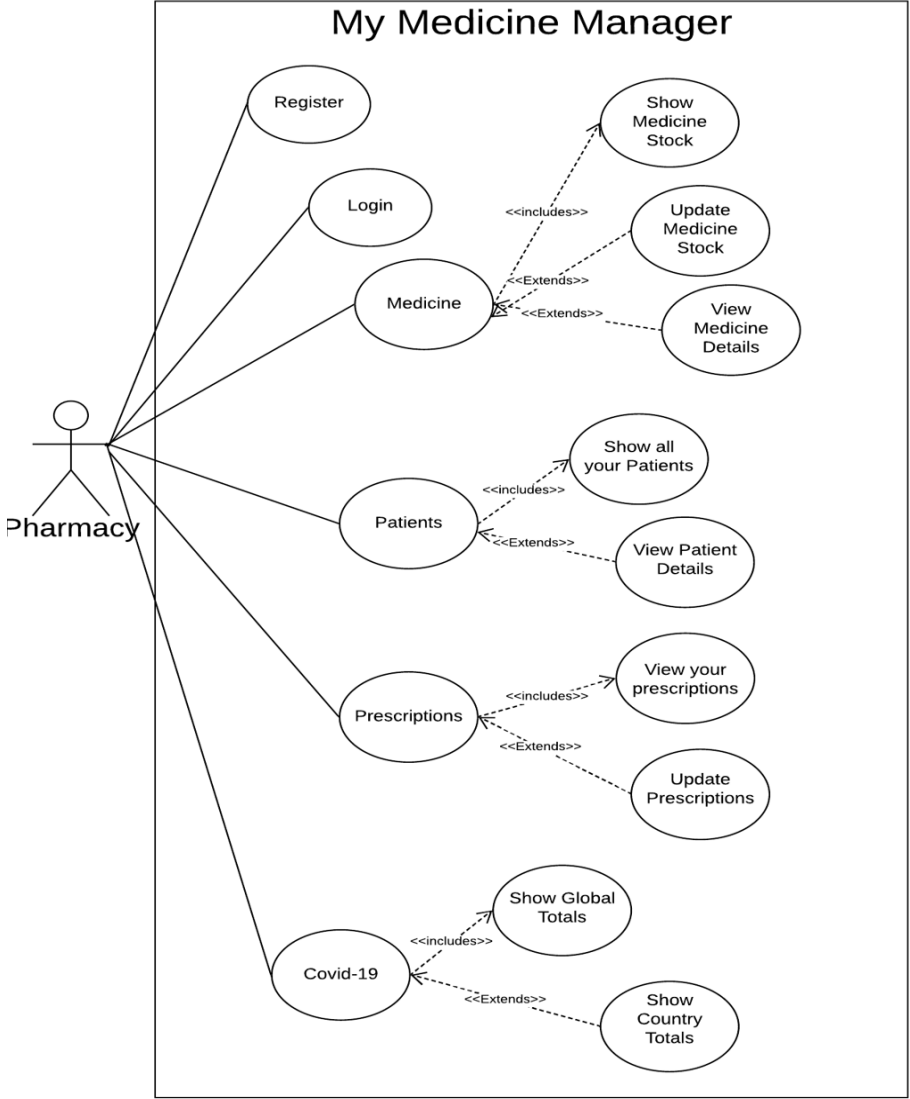 My Medicine Manager
Register
Show
Medicine
Stock
Login
<<includes>>
Update
Medicine
Stock
Medicine
<<Extends>>
<<Extends>>
View
Medicine
Details
Pharmacy
Show all
your Patients
<<includes>>
Patients
<<Extends>>
View Patient
Details
View your
prescriptions
<<includes>>
Prescriptions
<<Extends>>
Update
Prescriptions
Show Global
Totals
<<includes>>
Covid-19
<<Extends>>
Show
Country
Totals